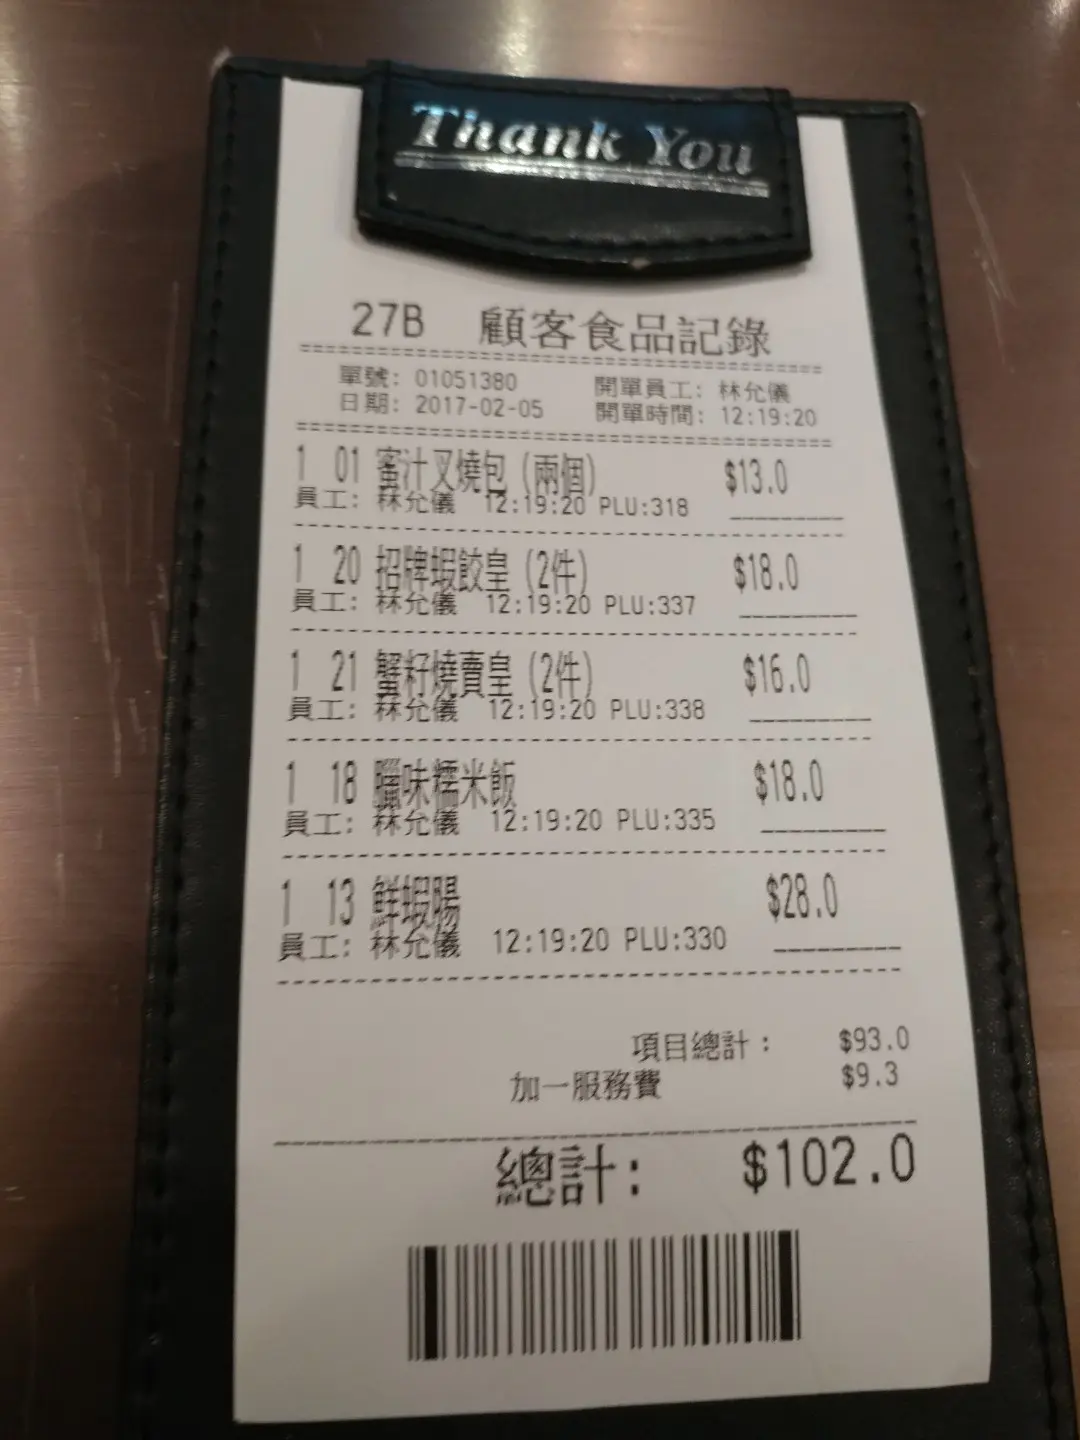 Thank You
27B 顧客食品記錄
單號: 01051380 開單員工: 林允儀
日期: 2017-02-05 開單時間: 12:19:20
1 01 蜜汁叉燒包 (兩個) $13.0
員工: 林允儀 12:19:20 PLU:318
1 20 招牌蝦餃皇 (2件) $18.0
員工: 林允儀 12:19:20 PLU:337
1 21 蟹籽燒賣皇 (2件) $16.0
員工: 林允儀 12:19:20 PLU:338
1 18 臘味糯米飯 $18.0
員工: 林允儀 12:19:20 PLU:335
1 13 鮮蝦腸 $28.0
員工: 林允儀 12:19:20 PLU:330
項目總計: $93.0
加一服務費 $9.3
總計: $102.0